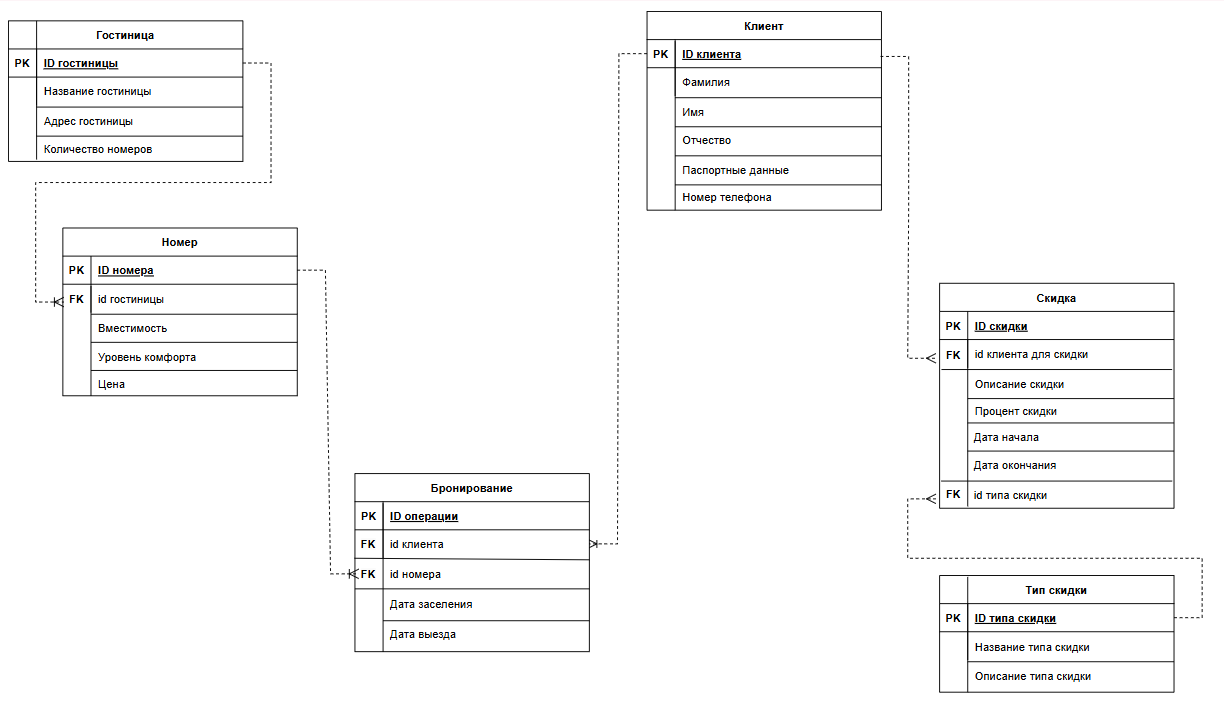 Гостиница
PK ID гостиницы
Название гостиницы
Адрес гостиницы
Количество номеров
Клиент
PK ID клиента
Фамилия
Имя
Отчество
Паспортные данные
Номер телефона
Номер
PK ID номера
FK id гостиницы
Вместимость
Уровень комфорта
Цена
Скидка
PK ID скидки
FK id клиента для скидки
Описание скидки
Процент скидки
Дата начала
Дата окончания
FK id типа скидки
Бронирование
PK ID операции
FK id клиента
FK id номера
Дата заселения
Дата выезда
Тип скидки
PK ID типа скидки
Название типа скидки
Описание типа скидки